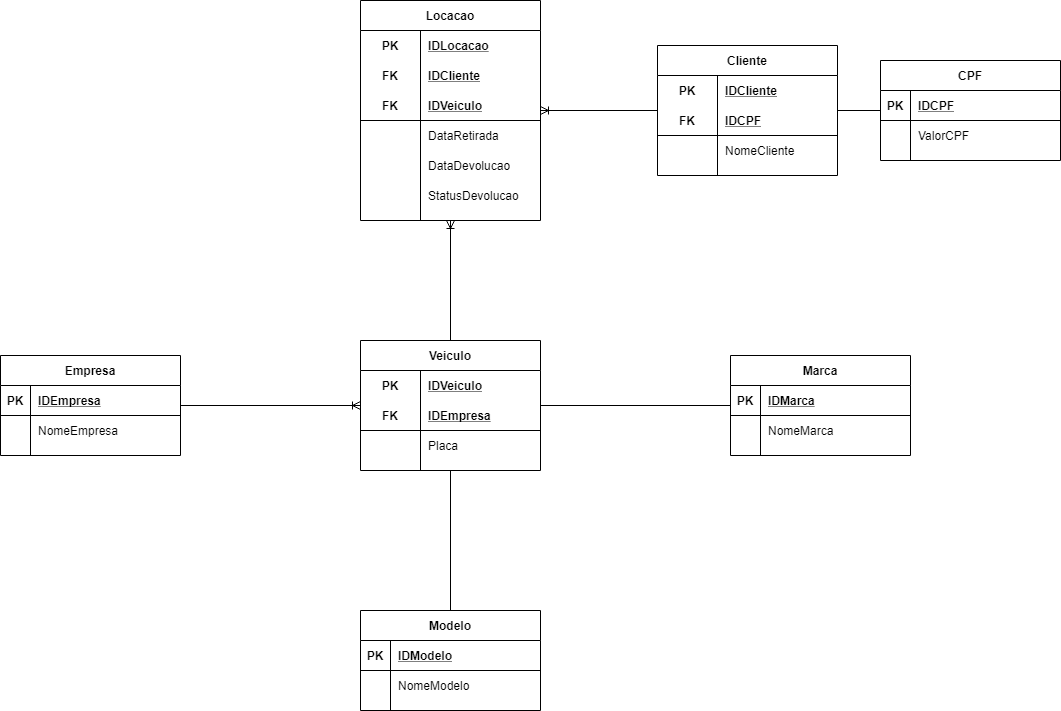 Locacao
PK IDLocacao
FK IDCliente
FK IDVeiculo
DataRetirada
DataDevolucao
StatusDevolucao
Cliente
PK IDCliente
FK IDCPF
NomeCliente
CPF
PK IDCPF
ValorCPF
Empresa
PK IDEmpresa
NomeEmpresa
Veiculo
PK IDVeiculo
FK IDEmpresa
Placa
Marca
PK IDMarca
NomeMarca
Modelo
PK IDModelo
NomeModelo